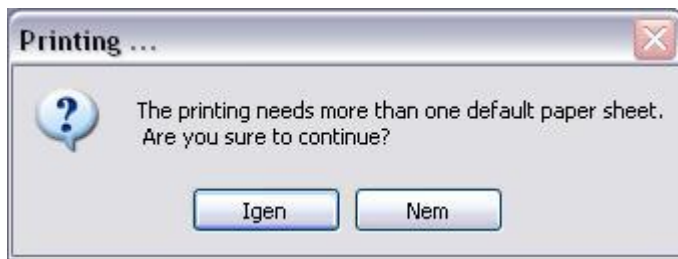 Printing ...
The printing needs more than one default paper sheet.
Are you sure to continue?
Igen
Nem